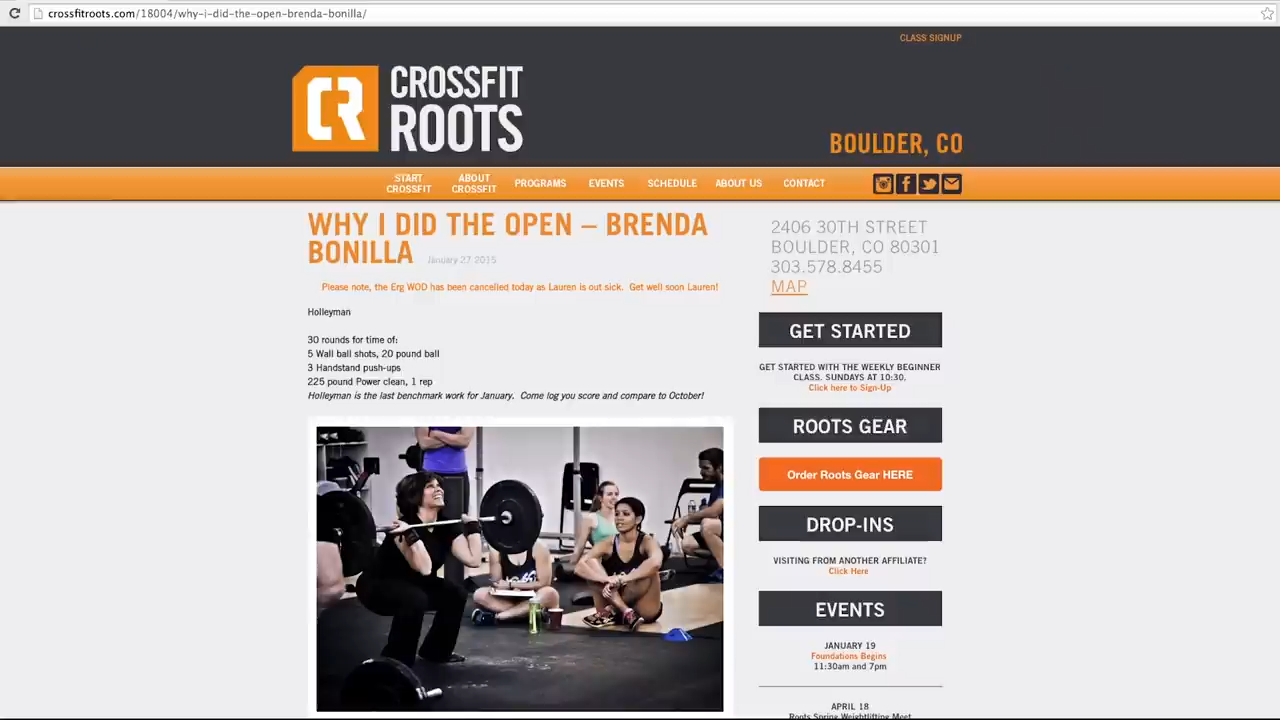 crossfitroots.com/18004/why-i-did-the-open-brenda-bonilla/
CLASS SIGNUP
CR
CROSSFIT
ROOTS
BOULDER, CO
START
CROSSFIT
ABOUT
CROSSFIT
PROGRAMS
EVENTS
SCHEDULE
ABOUT US
CONTACT
WHY I DID THE OPEN – BRENDA
BONILLA January 27 2015
Please note, the Erg WOD has been cancelled today as Lauren is out sick. Get well soon Lauren!
Holleyman
30 rounds for time of:
5 Wall ball shots, 20 pound ball
3 Handstand push-ups
225 pound Power clean, 1 rep
Holleyman is the last benchmark work for January. Come log you score and compare to October!
2406 30TH STREET
BOULDER, CO 80301
303.578.8455
MAP
GET STARTED
GET STARTED WITH THE WEEKLY BEGINNER
CLASS. SUNDAYS AT 10:30.
Click here to Sign-Up
ROOTS GEAR
Order Roots Gear HERE
DROP-INS
VISITING FROM ANOTHER AFFILIATE?
Click Here
EVENTS
JANUARY 19
Foundations Begins
11:30am and 7pm
APRIL 18
Roots Spring Weightlifting Meet